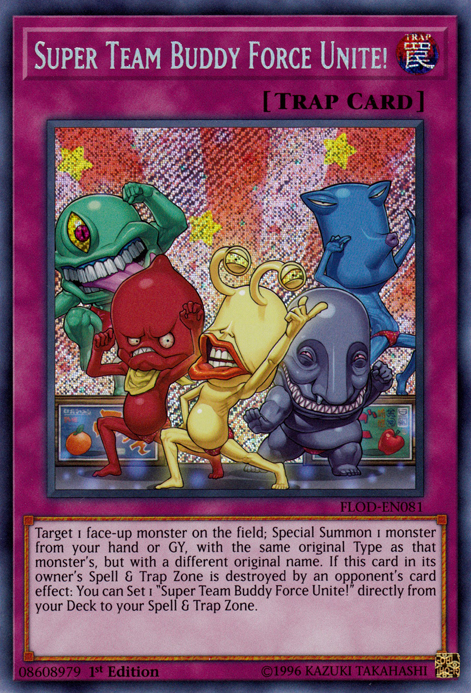 SUPER TEAM BUDDY FORCE UNITE!
TRAP
罠
[TRAP CARD]
FLOD-EN081
Target 1 face-up monster on the field; Special Summon 1 monster
from your hand or GY, with the same original Type as that
monster's, but with a different original name. If this card in its
owner's Spell & Trap Zone is destroyed by an opponent's card
effect: You can Set 1 "Super Team Buddy Force Unite!" directly from
your Deck to your Spell & Trap Zone.
08608979 1st Edition
©1996 KAZUKI TAKAHASHI